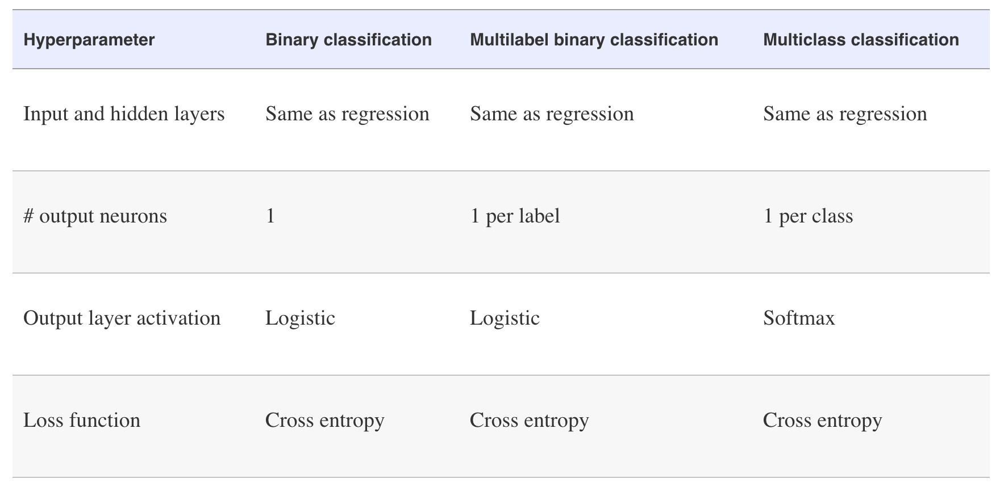 Hyperparameter Binary classification Multilabel binary classification Multiclass classification
Input and hidden layers Same as regression Same as regression Same as regression
# output neurons 1 1 per label 1 per class
Output layer activation Logistic Logistic Softmax
Loss function Cross entropy Cross entropy Cross entropy